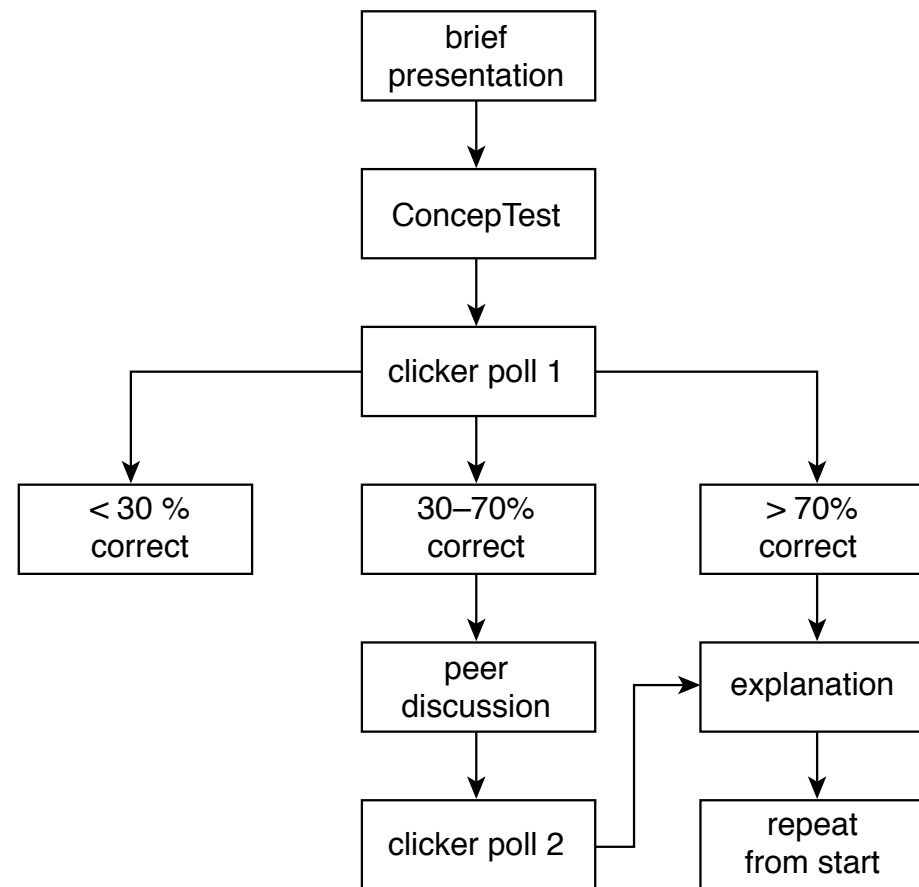 brief
presentation
ConcepTest
clicker poll 1
< 30 %
correct
30–70%
correct
> 70%
correct
peer
discussion
explanation
clicker poll 2
repeat
from start